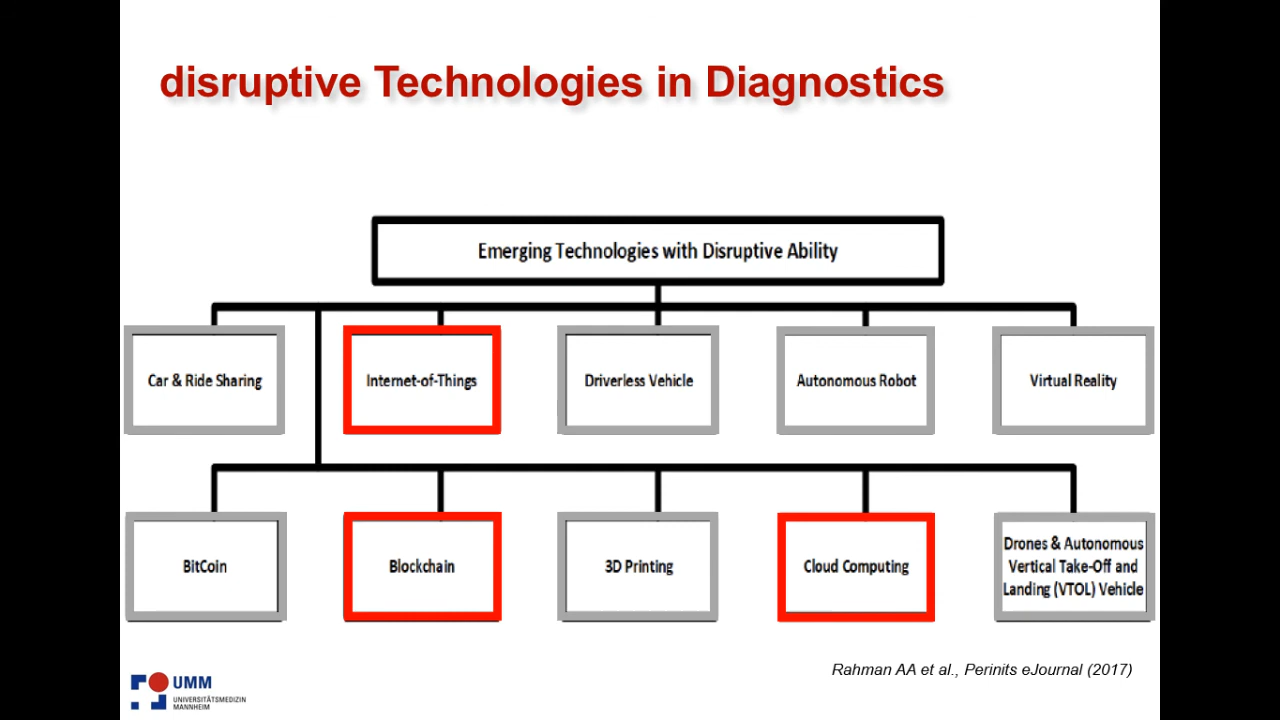 disruptive Technologies in Diagnostics
Emerging Technologies with Disruptive Ability
Car & Ride Sharing
Internet-of-Things
Driverless Vehicle
Autonomous Robot
Virtual Reality
BitCoin
Blockchain
3D Printing
Cloud Computing
Drones & Autonomous
Vertical Take-Off and
Landing (VTOL) Vehicle
Rahman AA et al., Perinits eJournal (2017)
UMM
UNIVERSITÄTSMEDIZIN
MANNHEIM